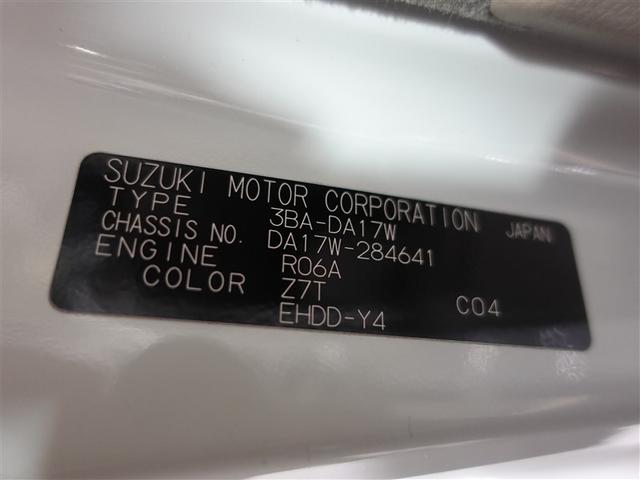 SUZUKI MOTOR CORPORATION JAPAN
TYPE 3BA-DA17W
CHASSIS NO. DA17W-284641
ENGINE R06A
COLOR Z7T C04
EHDD-Y4